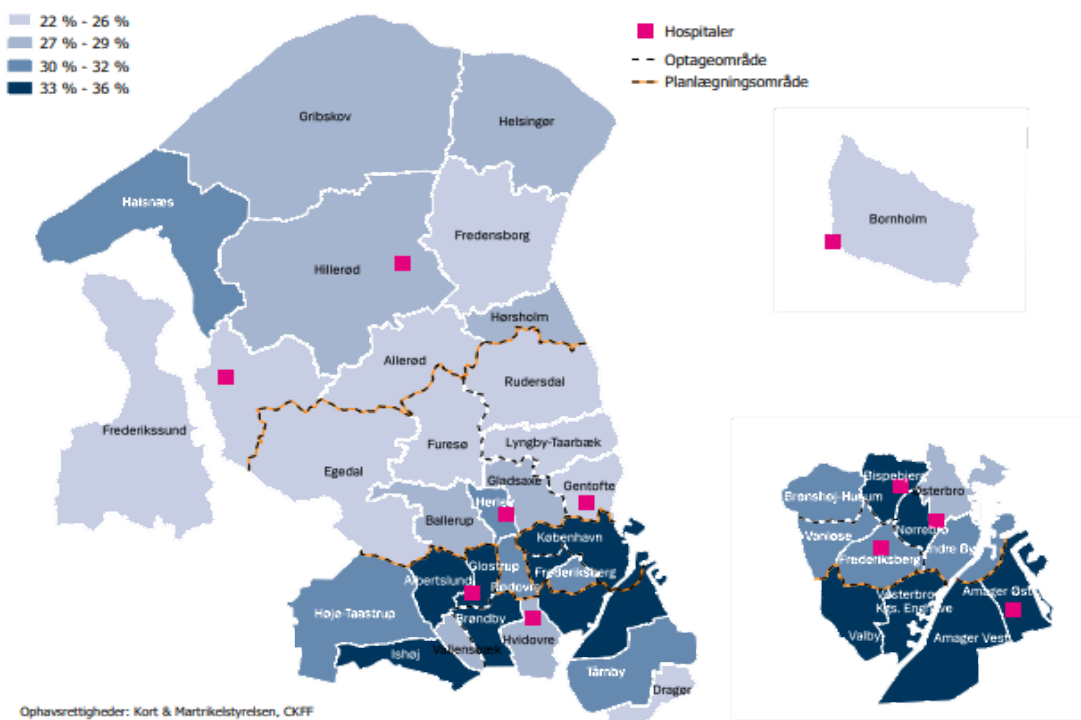 22 % - 26 %
27 % - 29 %
30 % - 32 %
33 % - 36 %
Hospitaler
Optageområde
Planlægningsområde
Gribskov
Helsingør
Halsnæs
Fredensborg
Hillerød
Hørsholm
Allerød
Rudersdal
Frederikssund
Furesø
Lyngby-Taarbæk
Egedal
Gladsaxe
Gentofte
Herlev
Ballerup
København
Glostrup
Frederiksberg
Albertslund
Rødovre
Høje-Taastrup
Brøndby
Hvidovre
Vallensbæk
Ishøj
Tårnby
Dragør
Bornholm
Bispebjerg
Østerbro
Brønshøj-Husum
Nørrebro
Vanløse
Indre By
Frederiksberg
Vesterbro
Kgs. Enghave
Amager Øst
Valby
Amager Vest
Ophavsrettigheder: Kort & Martrikelstyrelsen, CKFF